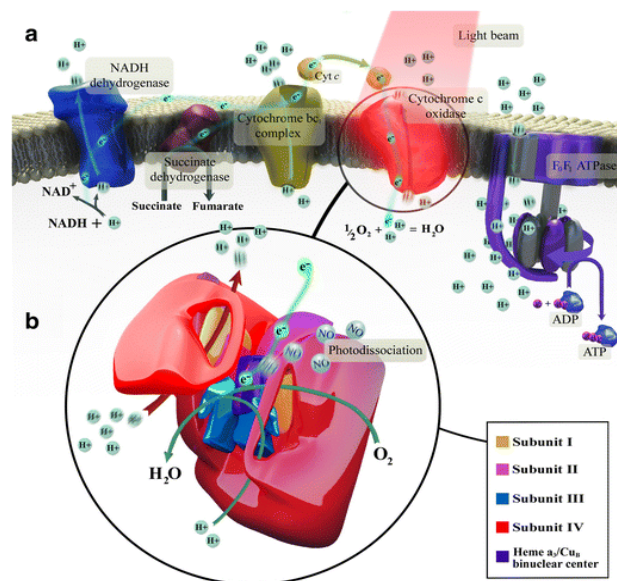 a
Light beam
NADH
dehydrogenase
Cyt c
Cytochrome bc1
complex
Cytochrome c
oxidase
Succinate
dehydrogenase
F0F1 ATPase
NAD+
NADH + H+
Succinate
Fumarate
½O2 + H+ H+ = H2O
ADP
ATP
b
e-
NO
Photodissociation
H2O
O2
H+
Subunit I
Subunit II
Subunit III
Subunit IV
Heme a3/CuB
binuclear center